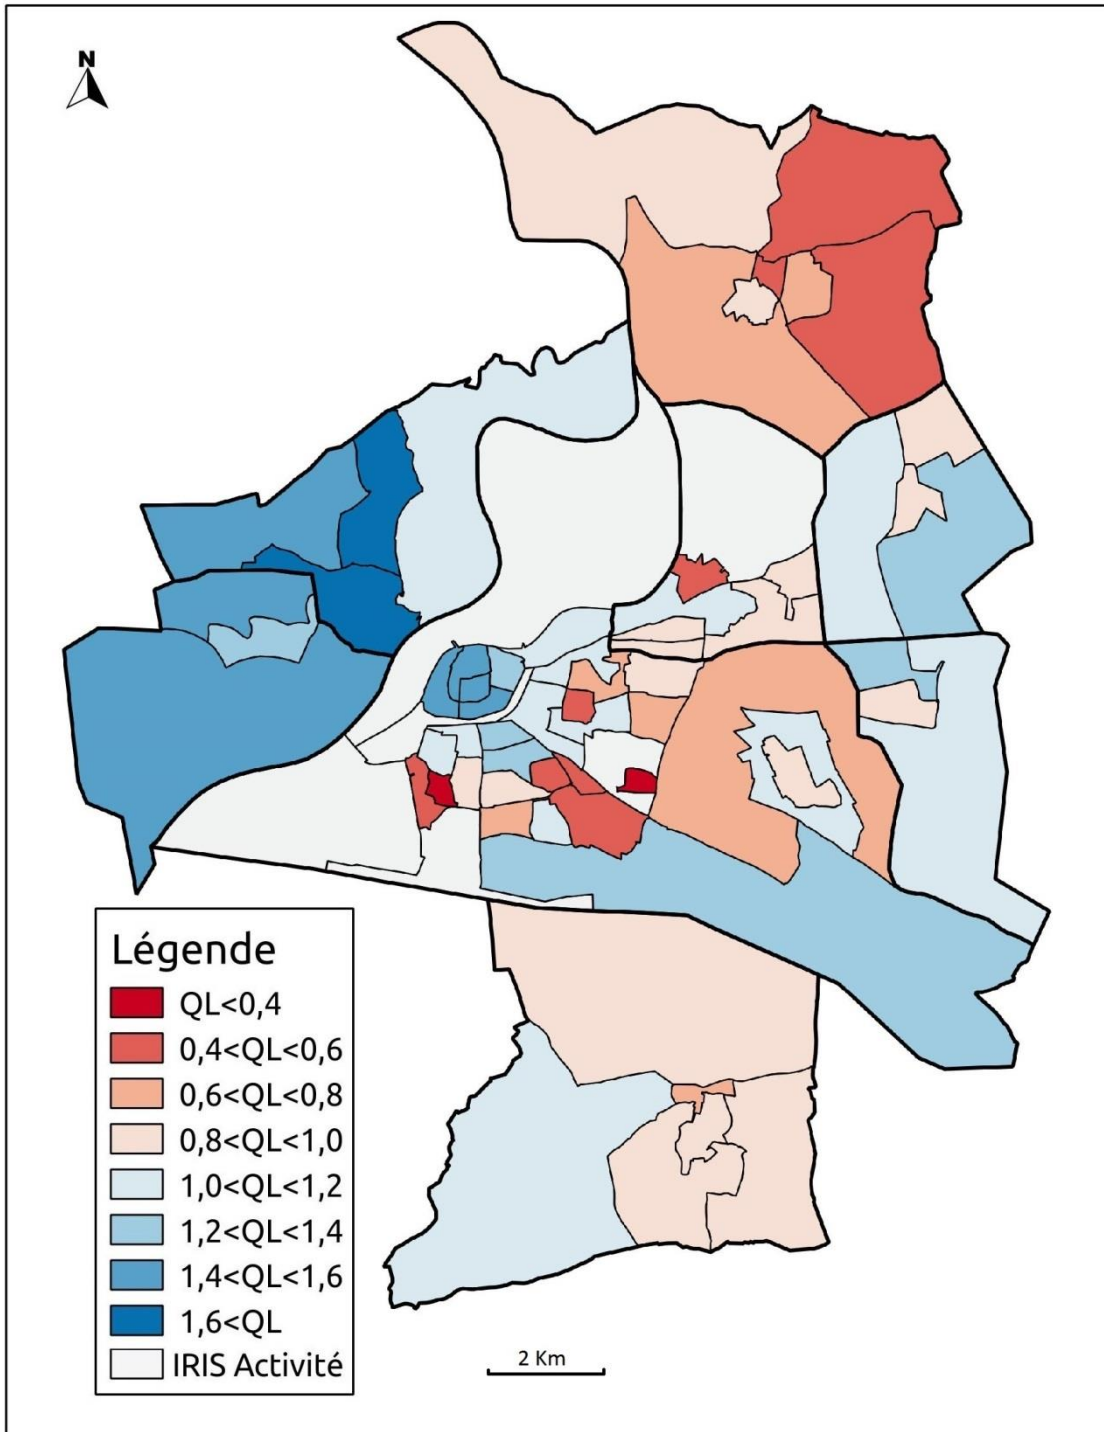 N
Légende
QL<0,4
0,4<QL<0,6
0,6<QL<0,8
0,8<QL<1,0
1,0<QL<1,2
1,2<QL<1,4
1,4<QL<1,6
1,6<QL
IRIS Activité
2 Km